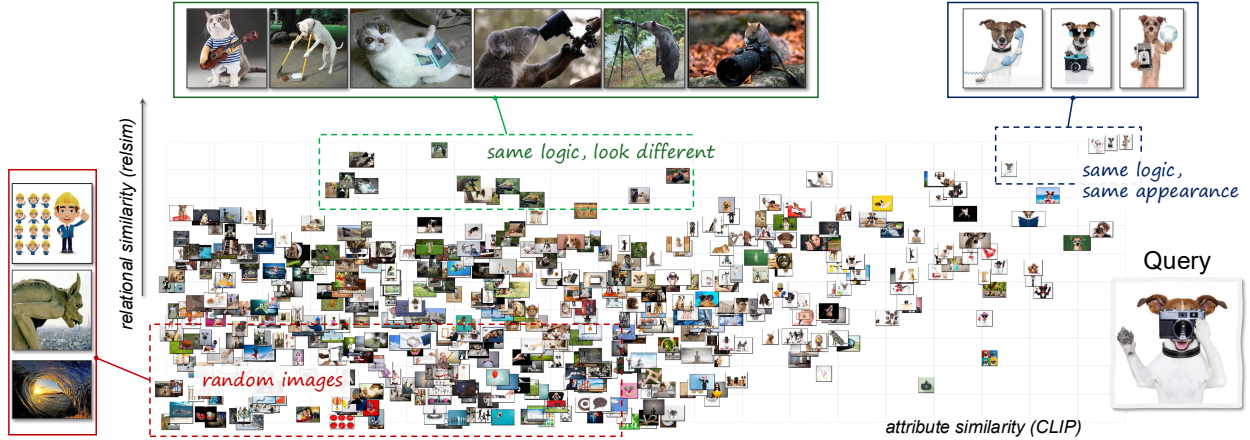 same logic, look different
same logic,
same appearance
relational similarity (relsim)
Query
random images
attribute similarity (CLIP)